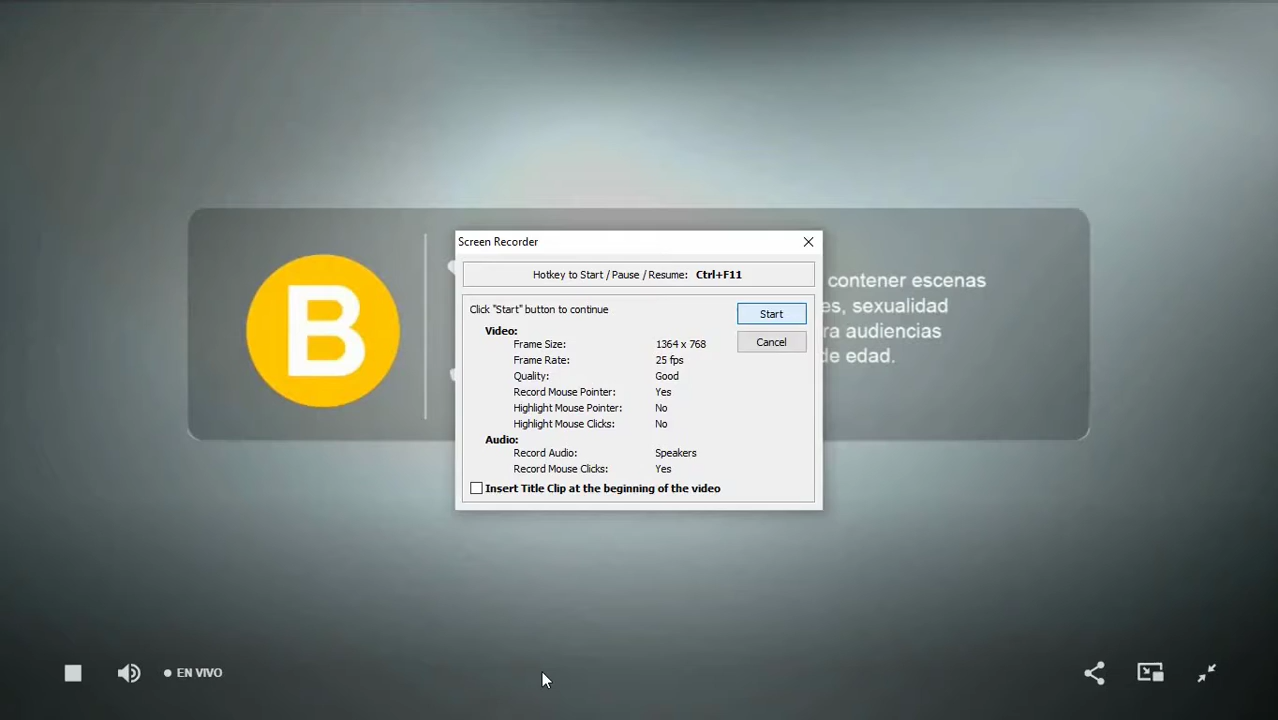 Screen Recorder
Hotkey to Start / Pause / Resume: Ctrl+F11
Click "Start" button to continue
Start
Cancel
Video:
Frame Size: 1364 x 768
Frame Rate: 25 fps
Quality: Good
Record Mouse Pointer: Yes
Highlight Mouse Pointer: No
Highlight Mouse Clicks: No
Audio:
Record Audio: Speakers
Record Mouse Clicks: Yes
Insert Title Clip at the beginning of the video
B
contener escenas
sexualidad
audiencias
de edad.
EN VIVO